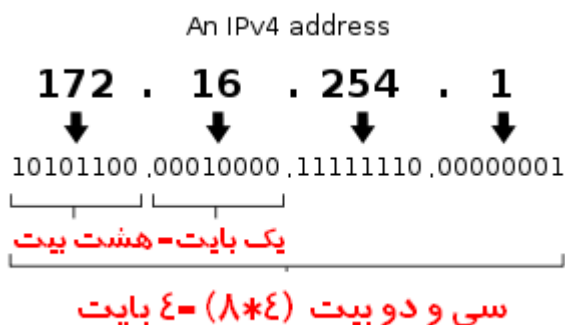 An IPv4 address
172 . 16 . 254 . 1
10101100 .00010000 .11111110 .00000001
یک بایت=هشت بیت
سی و دو بیت (٤*٨) =٤ بایت